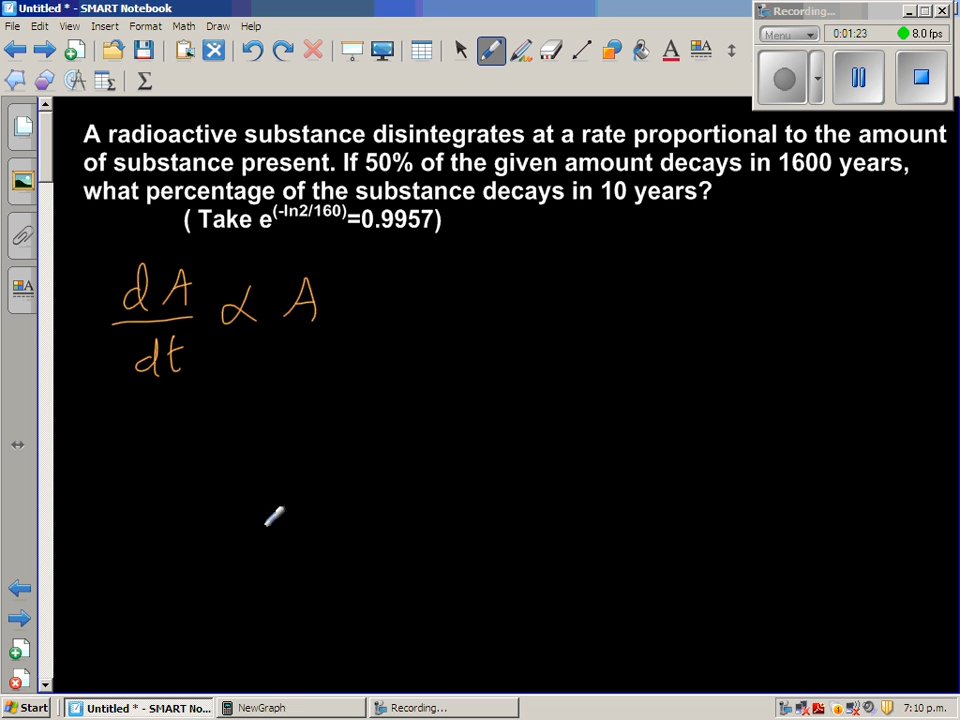 Untitled * - SMART Notebook
File Edit View Insert Format Tools Draw Help
Recording...
Menu 0:01:23 8.0 fps
A radioactive substance disintegrates at a rate proportional to the amount
of substance present. If 50% of the given amount decays in 1600 years,
what percentage of the substance decays in 10 years?
( Take e^(-ln2/160)=0.9957)
dA/dt ∝ A
Start Untitled * - SMART No... NewGraph Recording... 7:10 p.m.